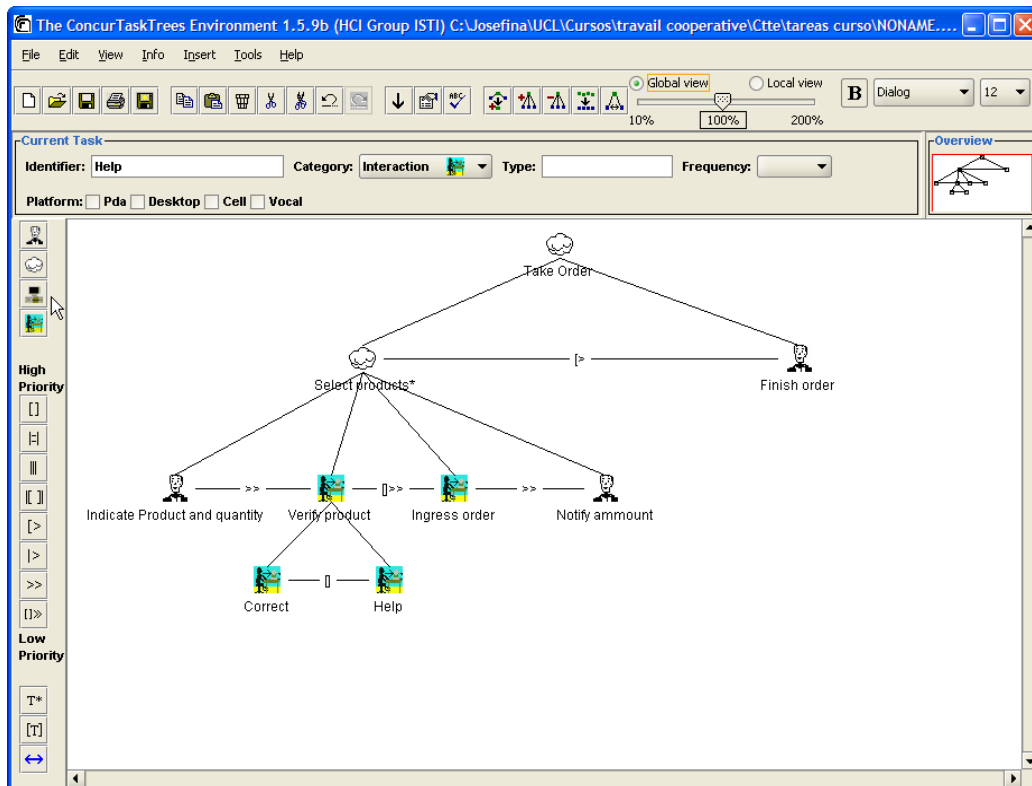 The ConcurTaskTrees Environment 1.5.9b (HCI Group ISTI) C:\Josefina\UCL\Cursos\travail cooperative\Ctte\tareas curso\NONAME....
File Edit View Info Insert Tools Help
Global view Local view
B Dialog 12
10% 100% 200%
Current Task
Overview
Identifier: Help Category: Interaction Type: Frequency:
Platform: Pda Desktop Cell Vocal
Take Order
High
Priority
[]
|=|
|||
|[]|
[>
|>
>>
[]»
Low
Priority
T*
[T]
Select products*
[>
Finish order
Indicate Product and quantity
>>
Verify product
[]>>
Ingress order
>>
Notify ammount
Correct
[]
Help
ABC